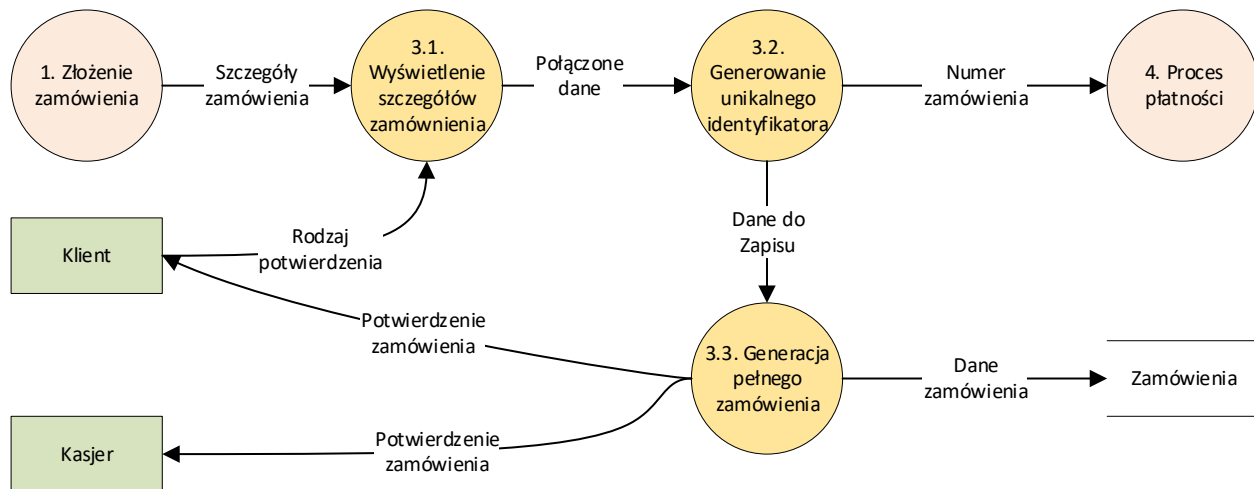 1. Złożenie
zamówienia
Szczegóły
zamówienia
3.1.
Wyświetlenie
szczegółów
zamównienia
Połączone
dane
3.2.
Generowanie
unikalnego
identyfikatora
Numer
zamówienia
4. Proces
płatności
Klient
Rodzaj
potwierdzenia
Dane do
Zapisu
Potwierdzenie
zamówienia
3.3. Generacja
pełnego
zamówienia
Dane
zamówienia
Zamówienia
Kasjer
Potwierdzenie
zamówienia